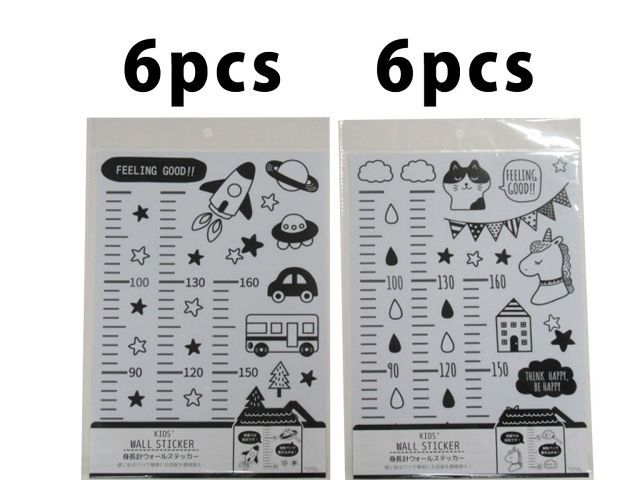 6pcs 6pcs
FEELING GOOD!!
100 130 160
90 120 150
KIDS'
WALL STICKER
身長計ウォールステッカー
FEELING
GOOD!!
100 130 160
90 120 150
THINK HAPPY,
BE HAPPY
KIDS'
WALL STICKER
身長計ウォールステッカー